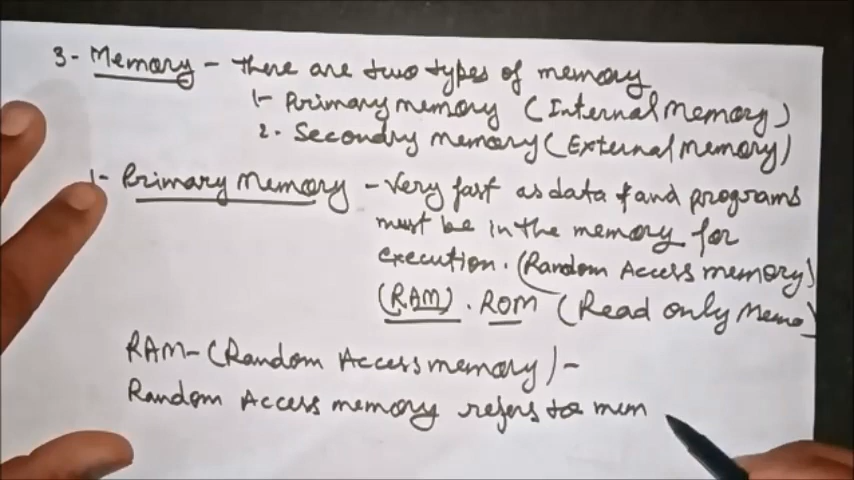 3- Memory - There are two types of memory
1- Primary memory (Internal Memory)
2- Secondry memory (External Memory)
1- Primary Memory - Very fast as data & and programs
must be in the memory for
execution. (Random Access memory)
(RAM). ROM (Read only Memo
RAM- (Random Access memory) -
Random Access memory refers to mem